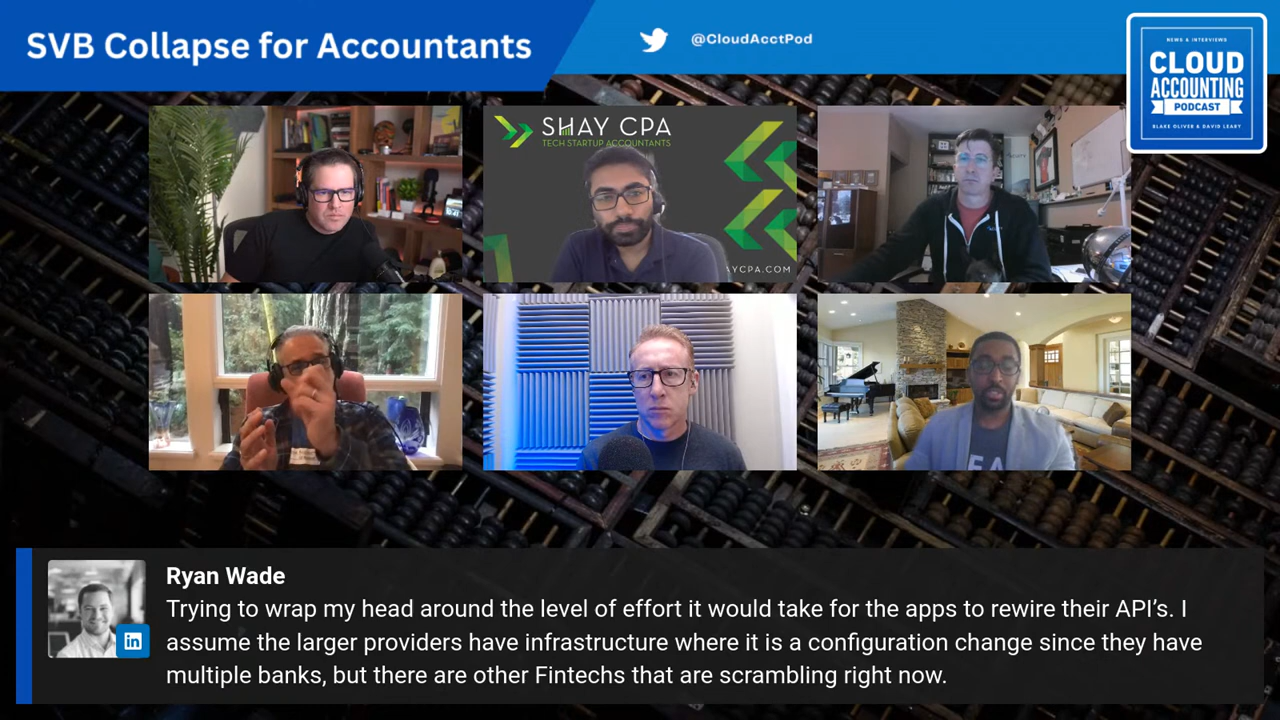 SVB Collapse for Accountants
@CloudAcctPod
NEWS & INTERVIEWS
CLOUD
ACCOUNTING
PODCAST
BLAKE OLIVER & DAVID LEARY
SHAY CPA
TECH STARTUP ACCOUNTANTS
AYCPA.COM
Ryan Wade
Trying to wrap my head around the level of effort it would take for the apps to rewire their API’s. I
assume the larger providers have infrastructure where it is a configuration change since they have
multiple banks, but there are other Fintechs that are scrambling right now.
in